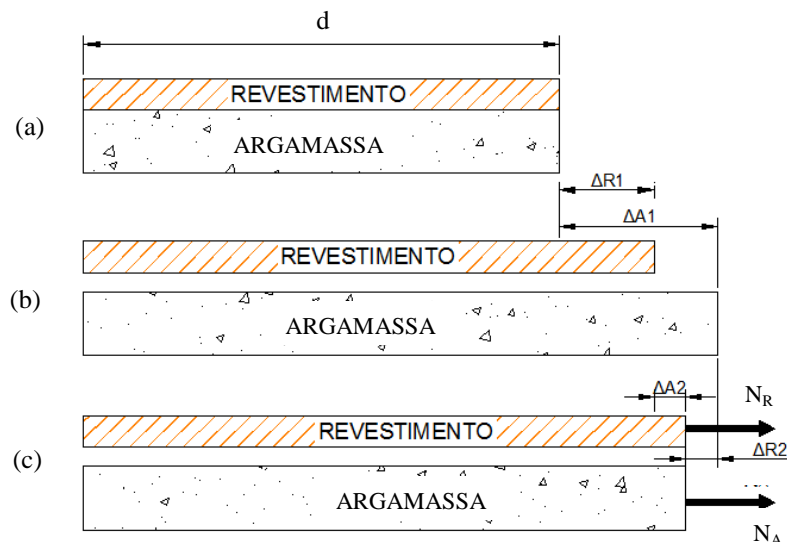 d
(a)
REVESTIMENTO
ARGAMASSA
ΔR1
ΔA1
(b)
REVESTIMENTO
ARGAMASSA
ΔA2
N_R
(c)
REVESTIMENTO
ΔR2
ARGAMASSA
N_A